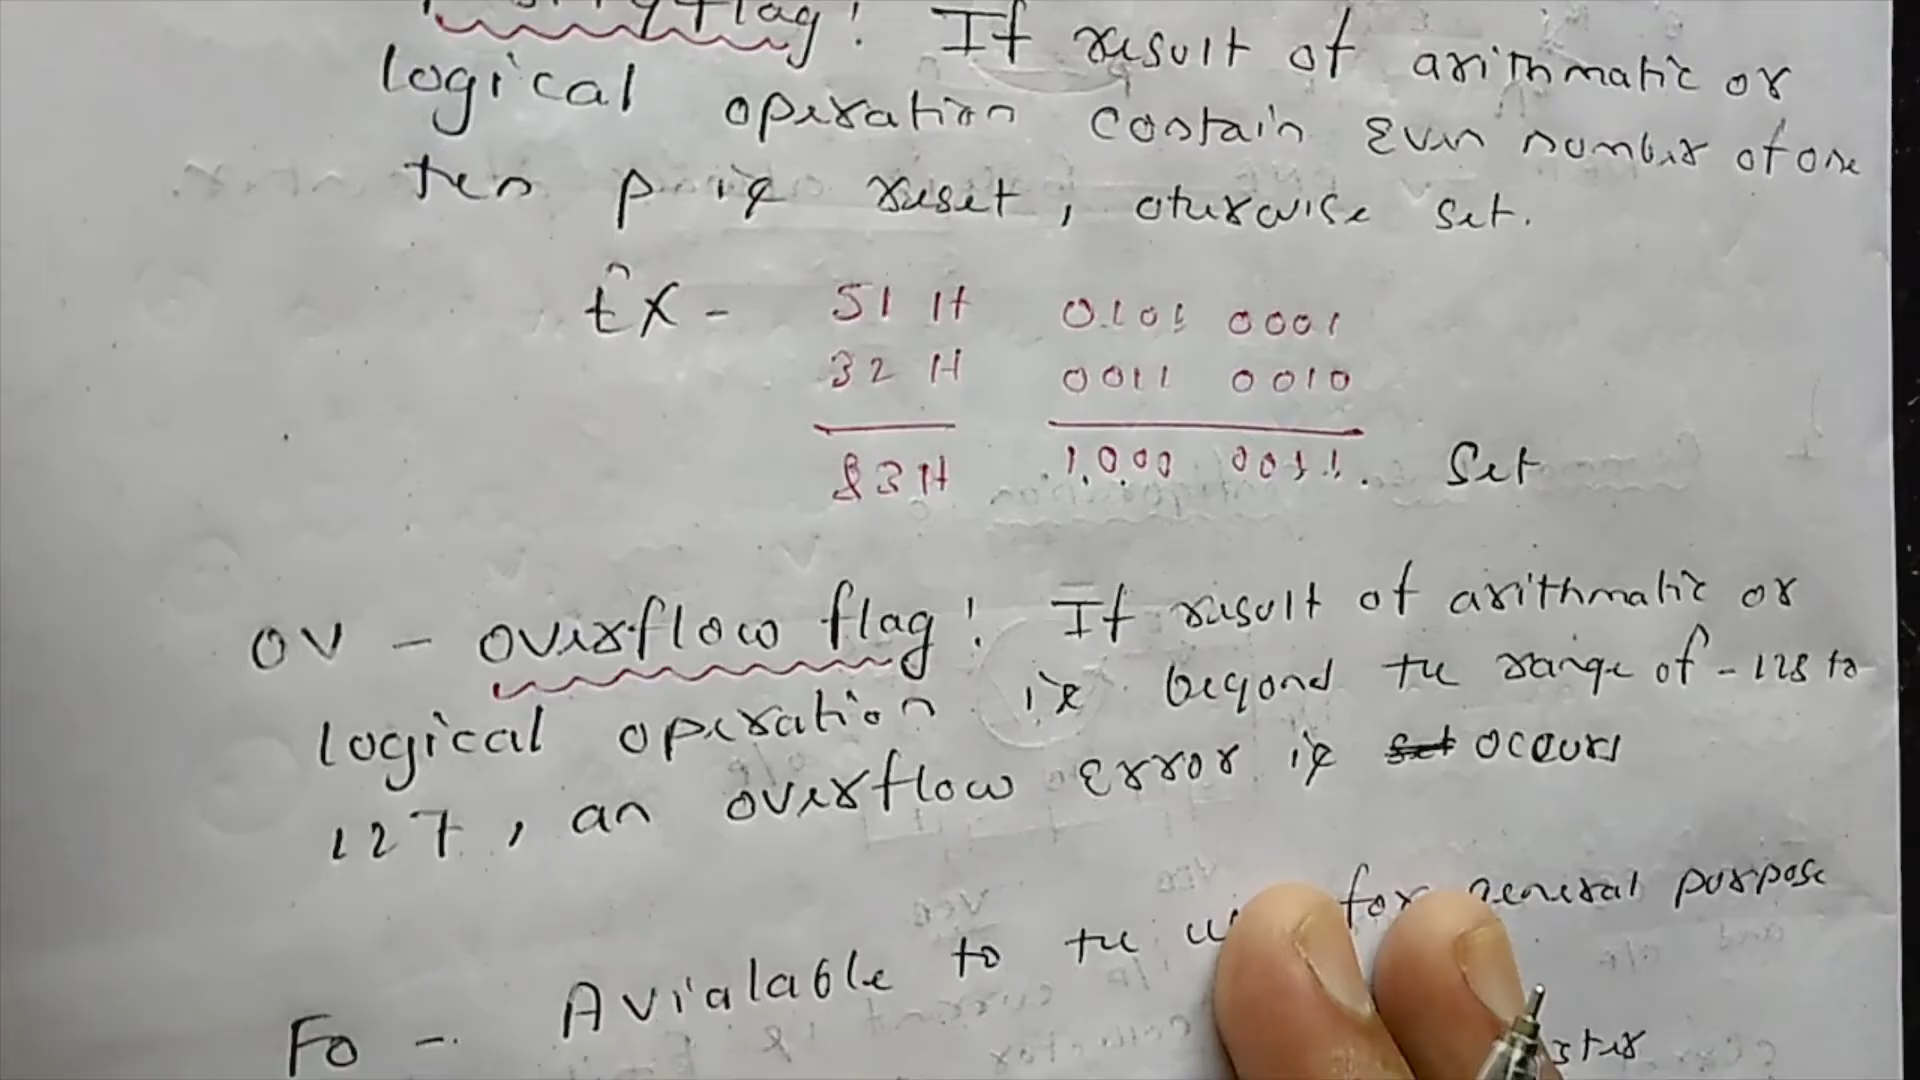 flag! If result of arithmatic or
logical operation contain Even number of one
then p is reset, otherwise set.
EX - 51 H 0101 0001
32 H 0011 0010
83H 1000 0011. Set
OV - overflow flag! If result of arithmatic or
logical operation is beyond the range of -128 to
127, an overflow error is set occurs
Fo - Avialable to the for general purpose